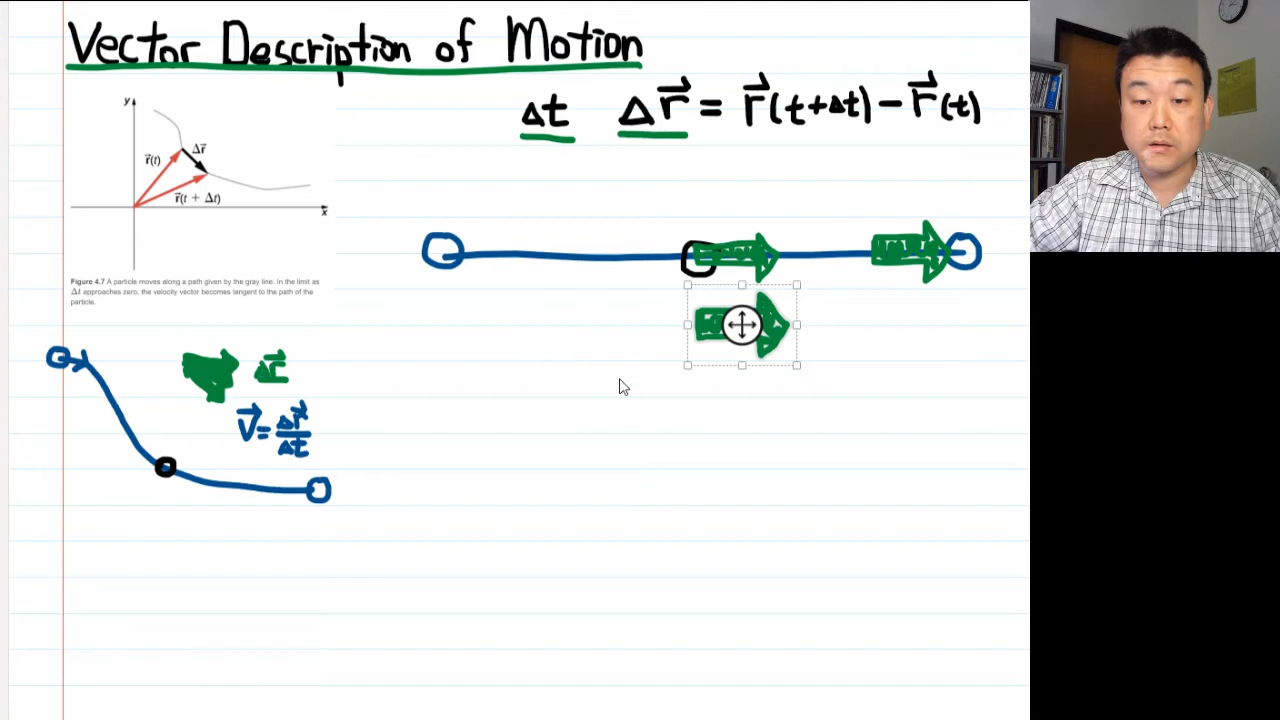 Vector Description of Motion
Δt Δr⃗ = r⃗(t+Δt) - r⃗(t)
y
r⃗(t)
Δr⃗
r⃗(t + Δt)
x
Figure 4.7 A particle moves along a path given by the gray line. In the limit as
Δt approaches zero, the velocity vector becomes tangent to the path of the
particle.
Δr⃗
v⃗ = Δr⃗/Δt